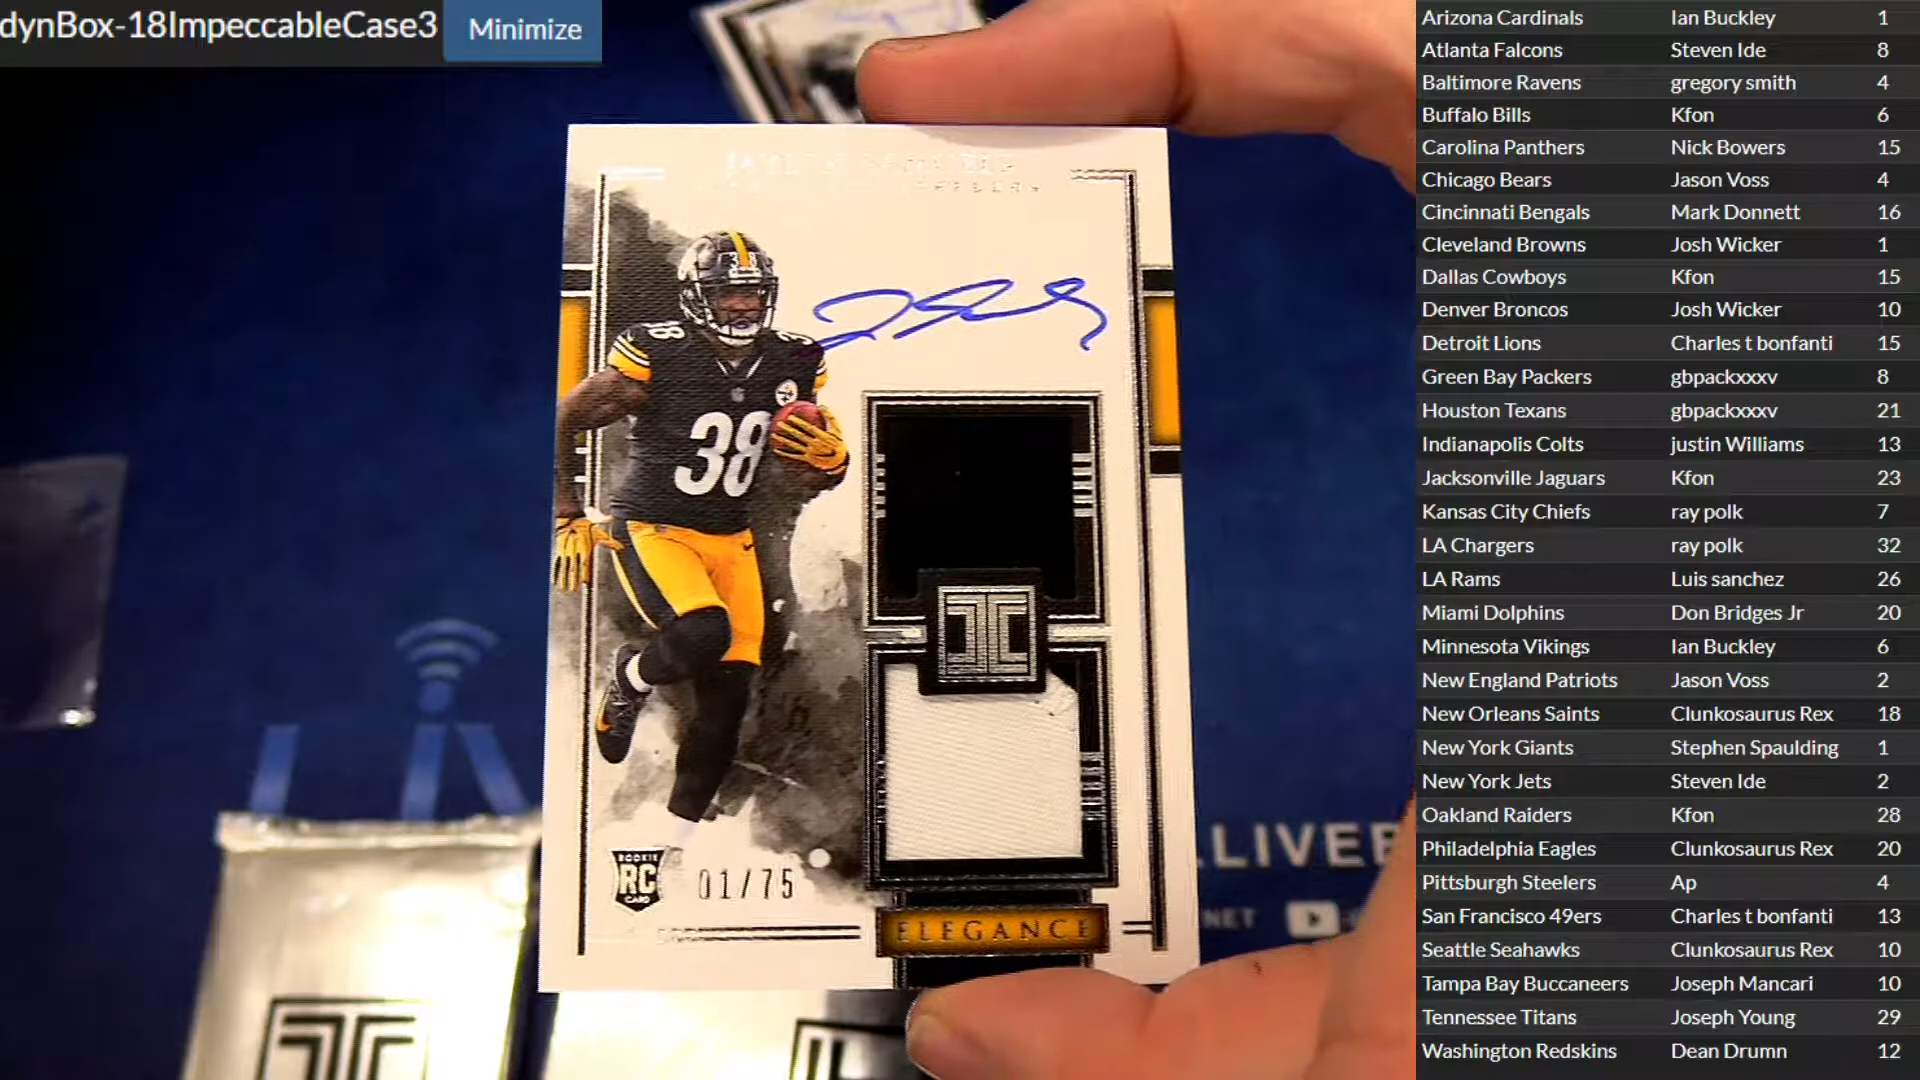 dynBox-18ImpeccableCase3
Minimize
38
38
RC
ROOKIE
CARD
01/75
ELEGANCE
.LIVE
NET
Arizona Cardinals Ian Buckley 1
Atlanta Falcons Steven Ide 8
Baltimore Ravens gregory smith 4
Buffalo Bills Kfon 6
Carolina Panthers Nick Bowers 15
Chicago Bears Jason Voss 4
Cincinnati Bengals Mark Donnett 16
Cleveland Browns Josh Wicker 1
Dallas Cowboys Kfon 15
Denver Broncos Josh Wicker 10
Detroit Lions Charles t bonfanti 15
Green Bay Packers gbpackxxxv 8
Houston Texans gbpackxxxv 21
Indianapolis Colts justin Williams 13
Jacksonville Jaguars Kfon 23
Kansas City Chiefs ray polk 7
LA Chargers ray polk 32
LA Rams Luis sanchez 26
Miami Dolphins Don Bridges Jr 20
Minnesota Vikings Ian Buckley 6
New England Patriots Jason Voss 2
New Orleans Saints Clunkosaurus Rex 18
New York Giants Stephen Spaulding 1
New York Jets Steven Ide 2
Oakland Raiders Kfon 28
Philadelphia Eagles Clunkosaurus Rex 20
Pittsburgh Steelers Ap 4
San Francisco 49ers Charles t bonfanti 13
Seattle Seahawks Clunkosaurus Rex 10
Tampa Bay Buccaneers Joseph Mancari 10
Tennessee Titans Joseph Young 29
Washington Redskins Dean Drumn 12